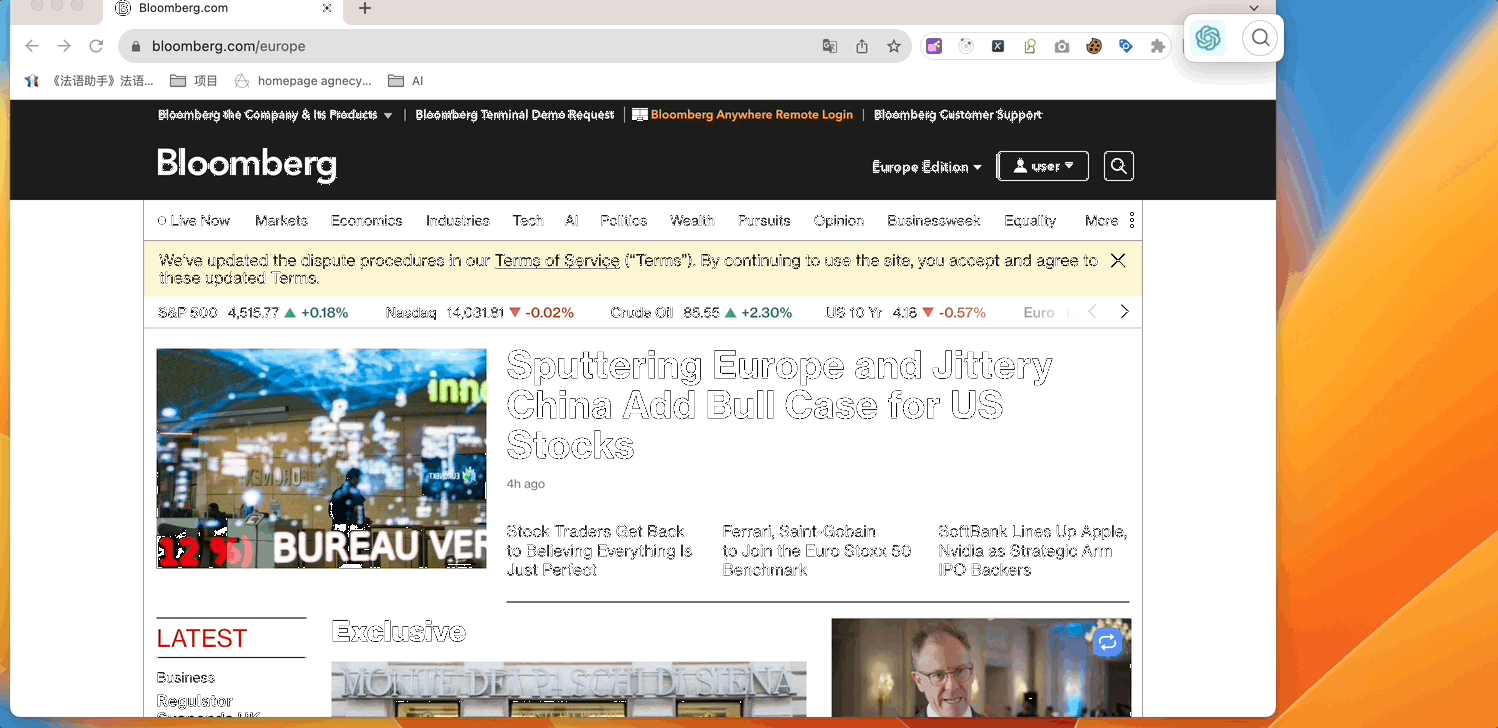 Bloomberg.com
bloomberg.com/europe
《法语助手》法语...
项目
homepage agnecy...
AI
Bloomberg the Company & Its Products
Bloomberg Terminal Demo Request
Bloomberg Anywhere Remote Login
Bloomberg Customer Support
Bloomberg
Europe Edition
user
Live Now
Markets
Economics
Industries
Tech
AI
Politics
Wealth
Pursuits
Opinion
Businessweek
Equality
More
We've updated the dispute procedures in our Terms of Service (“Terms”). By continuing to use the site, you accept and agree to
these updated Terms.
S&P 500 4,515.77 +0.18%
Nasdaq 14,031.81 -0.02%
Crude Oil 85.55 +2.30%
US 10 Yr 4.18 -0.57%
Euro
inno
EURONEXT
EURONEXT
12 %)
BUREAU VER
Sputtering Europe and Jittery
China Add Bull Case for US
Stocks
4h ago
Stock Traders Get Back
to Believing Everything Is
Just Perfect
Ferrari, Saint-Gobain
to Join the Euro Stoxx 50
Benchmark
SoftBank Lines Up Apple,
Nvidia as Strategic Arm
IPO Backers
LATEST
Business
Regulator
Suspends UK
Exclusive
MONTE DEI PASCHI DI SIENA